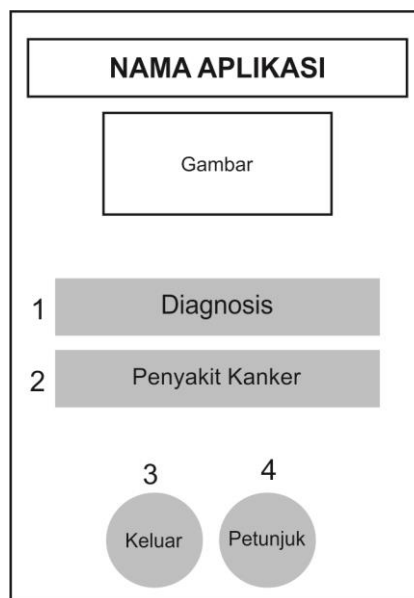 NAMA APLIKASI
Gambar
1 Diagnosis
2 Penyakit Kanker
3 4
Keluar Petunjuk